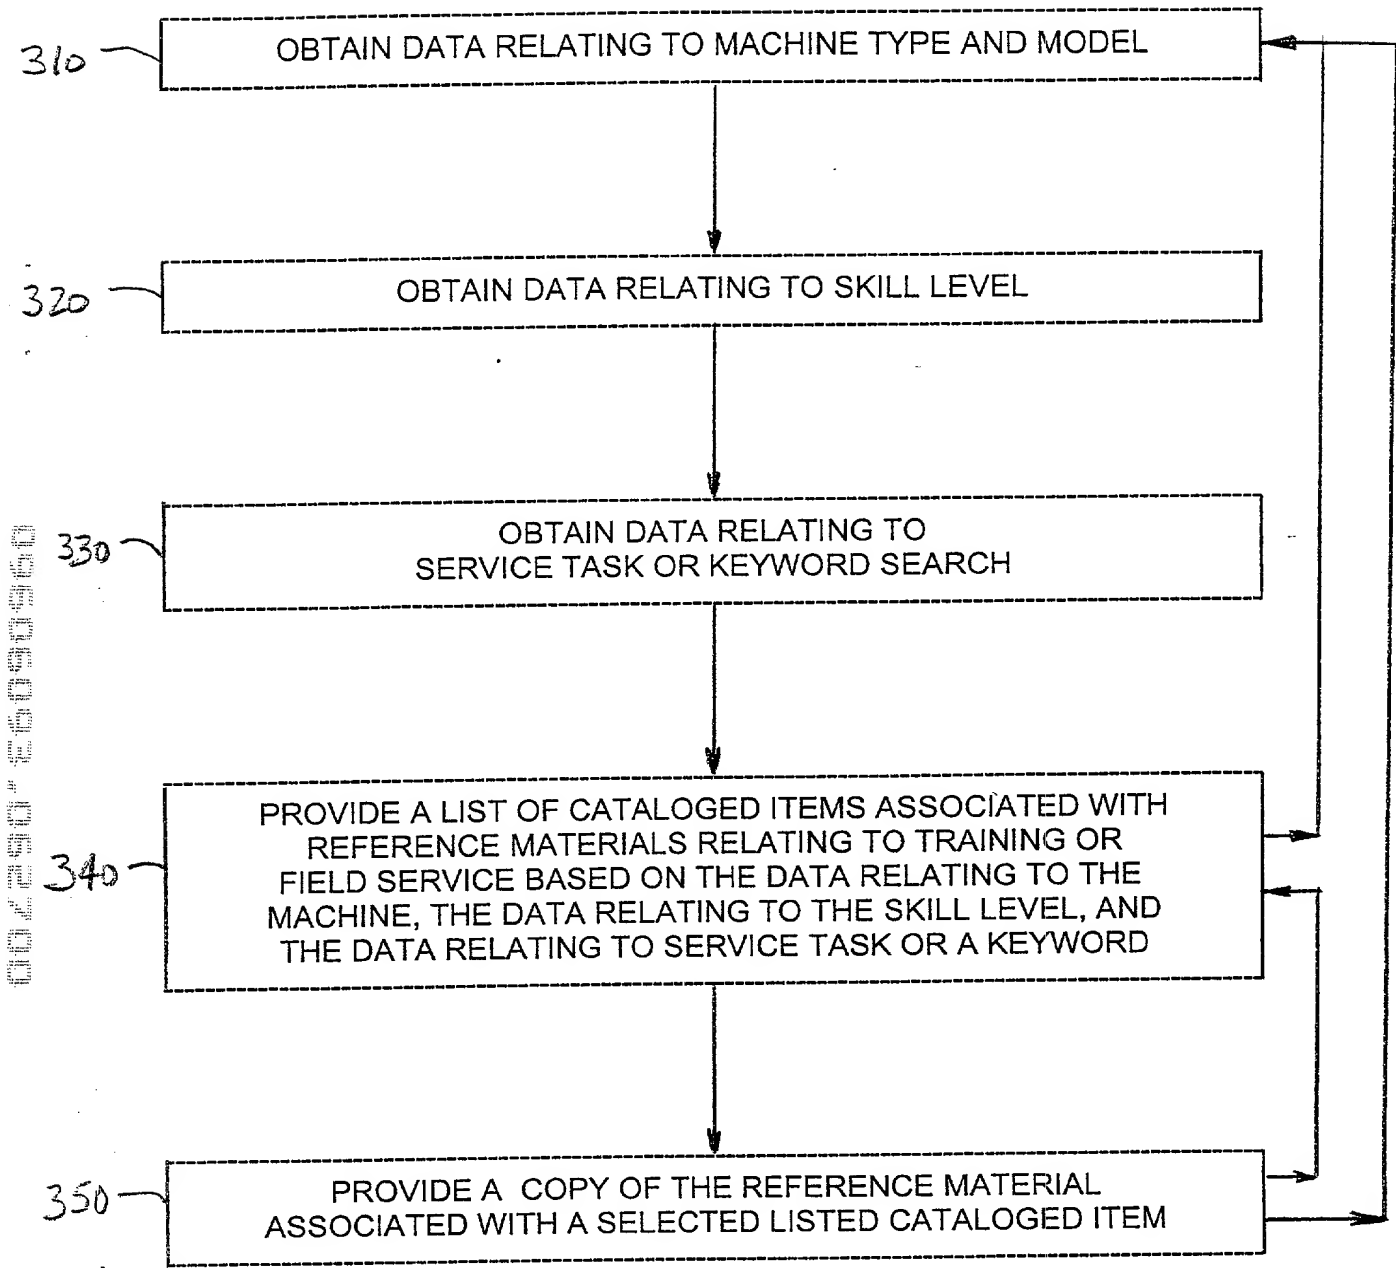 310
OBTAIN DATA RELATING TO MACHINE TYPE AND MODEL
320
OBTAIN DATA RELATING TO SKILL LEVEL
330
OBTAIN DATA RELATING TO
SERVICE TASK OR KEYWORD SEARCH
340
PROVIDE A LIST OF CATALOGED ITEMS ASSOCIATED WITH
REFERENCE MATERIALS RELATING TO TRAINING OR
FIELD SERVICE BASED ON THE DATA RELATING TO THE
MACHINE, THE DATA RELATING TO THE SKILL LEVEL, AND
THE DATA RELATING TO SERVICE TASK OR A KEYWORD
350
PROVIDE A COPY OF THE REFERENCE MATERIAL
ASSOCIATED WITH A SELECTED LISTED CATALOGED ITEM